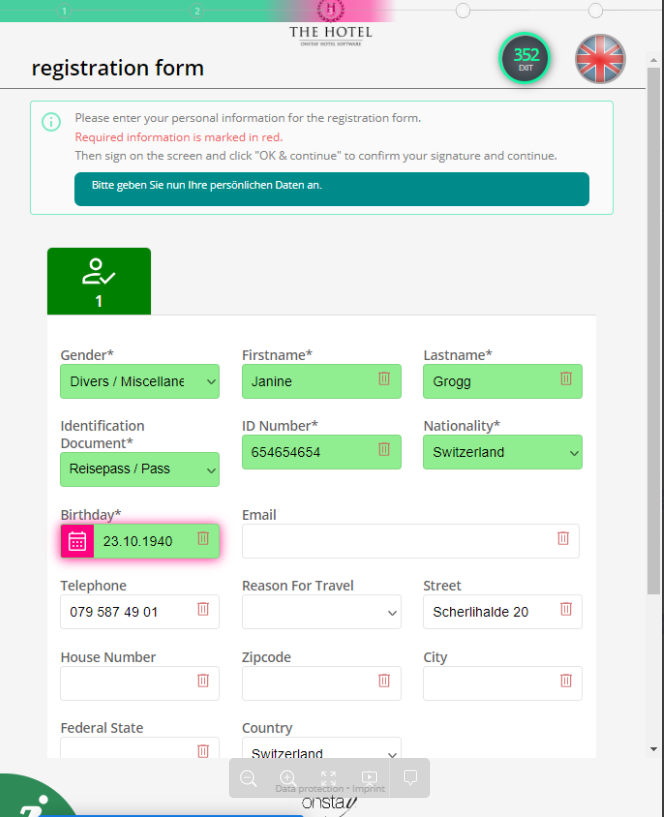 1
2
H
THE HOTEL
ONSTAY HOTEL SOFTWARE
registration form
352
EXIT
Please enter your personal information for the registration form.
Required information is marked in red.
Then sign on the screen and click "OK & continue" to confirm your signature and continue.
Bitte geben Sie nun Ihre persönlichen Daten an.
1
Gender*
Firstname*
Lastname*
Divers / Miscellane
Janine
Grogg
Identification
Document*
ID Number*
Nationality*
Reisepass / Pass
654654654
Switzerland
Birthday*
Email
23.10.1940
Telephone
Reason For Travel
Street
079 587 49 01
Scherlihalde 20
House Number
Zipcode
City
Federal State
Country
Switzerland
Data protection • Imprint
onstay